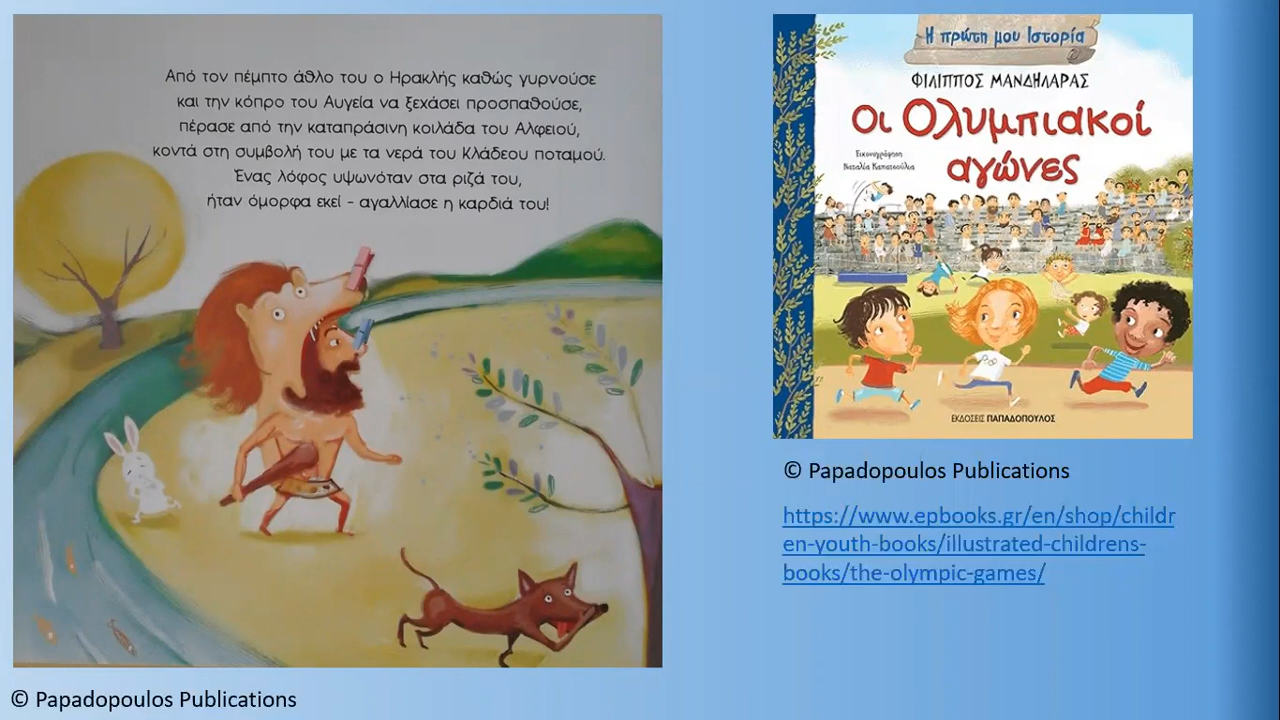 Από τον πέμπτο άθλο του ο Ηρακλής καθώς γυρνούσε
και την κόπρο του Αυγεία να ξεχάσει προσπαθούσε,
πέρασε από την καταπράσινη κοιλάδα του Αλφειού,
κοντά στη συμβολή του με τα νερά του Κλάδεου ποταμού.
Ένας λόφος υψωνόταν στα ριζά του,
ήταν όμορφα εκεί – αγαλλίασε η καρδιά του!
© Papadopoulos Publications
Η πρώτη μου Ιστορία
ΦΙΛΙΠΠΟΣ ΜΑΝΔΗΛΑΡΑΣ
Οι Ολυμπιακοί
αγώνες
Εικονογράφηση
Ναταλία Καπατσούλια
ΕΚΔΟΣΕΙΣ ΠΑΠΑΔΟΠΟΥΛΟΣ
© Papadopoulos Publications
https://www.epbooks.gr/en/shop/childr
en-youth-books/illustrated-childrens-
books/the-olympic-games/